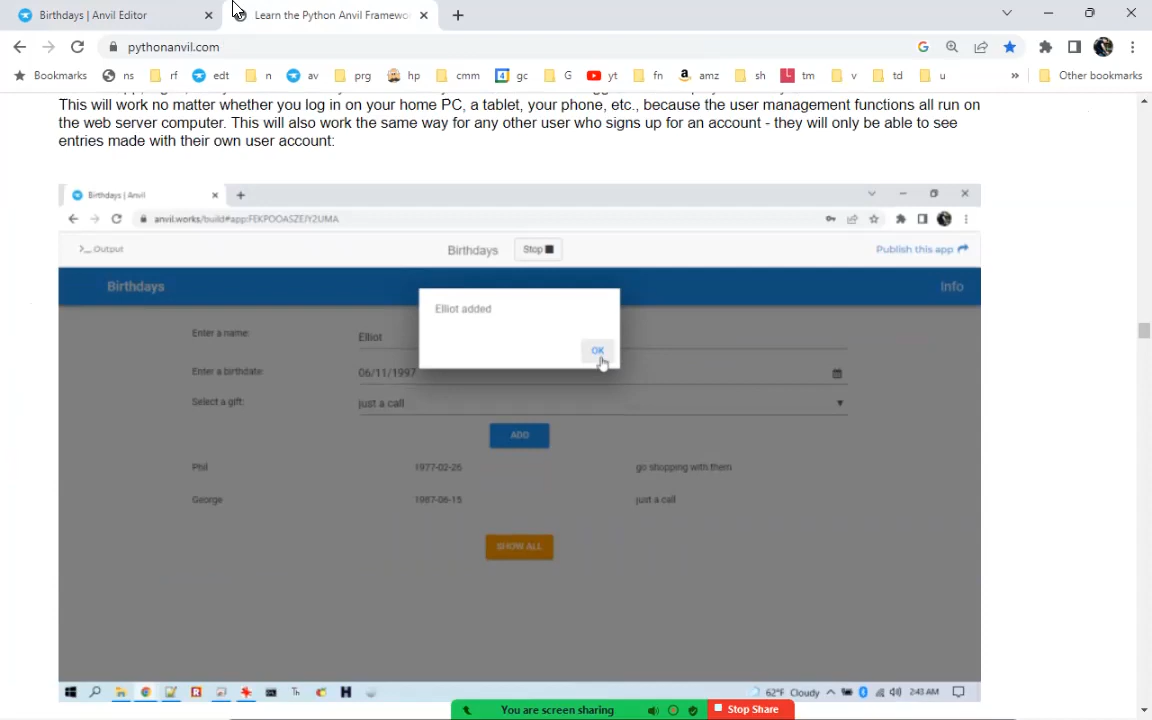 Birthdays | Anvil Editor
Learn the Python Anvil Framewo
pythonanvil.com
Bookmarks ns rf edt n av prg hp cmm gc G yt fn amz sh tm v td u » Other bookmarks
This will work no matter whether you log in on your home PC, a tablet, your phone, etc., because the user management functions all run on
the web server computer. This will also work the same way for any other user who signs up for an account - they will only be able to see
entries made with their own user account:
Birthdays | Anvil
anvil.works/build#app:FEKPOOASZEJY2UMA
>_ Output Birthdays Stop Publish this app
Birthdays Info
Elliot added
OK
Enter a name: Elliot
Enter a birthdate: 06/11/1997
Select a gift: just a call
ADD
Phil 1977-02-26 go shopping with them
George 1987-06-15 just a call
SHOW ALL
62°F Cloudy 2:43 AM
You are screen sharing Stop Share